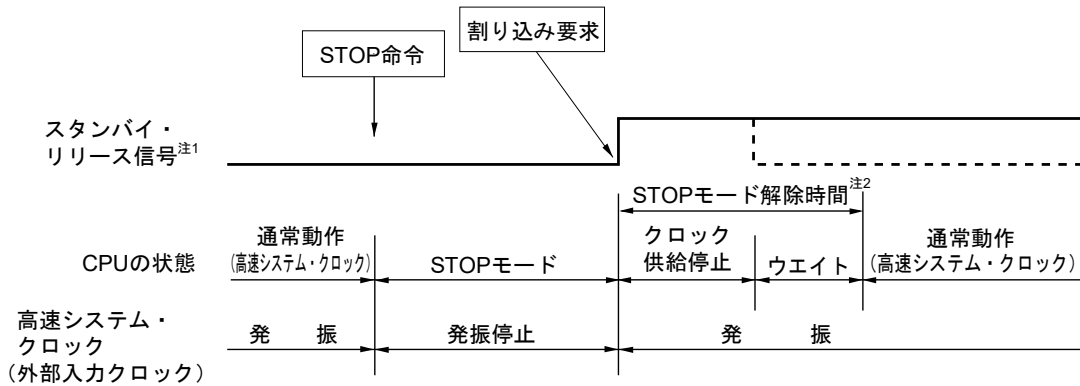 割り込み要求
STOP命令
スタンバイ・
リリース信号注1
STOPモード解除時間注2
CPUの状態
通常動作
(高速システム・クロック)
STOPモード
クロック
供給停止
ウエイト
通常動作
(高速システム・クロック)
高速システム・
クロック
(外部入力クロック)
発 振
発振停止
発 振